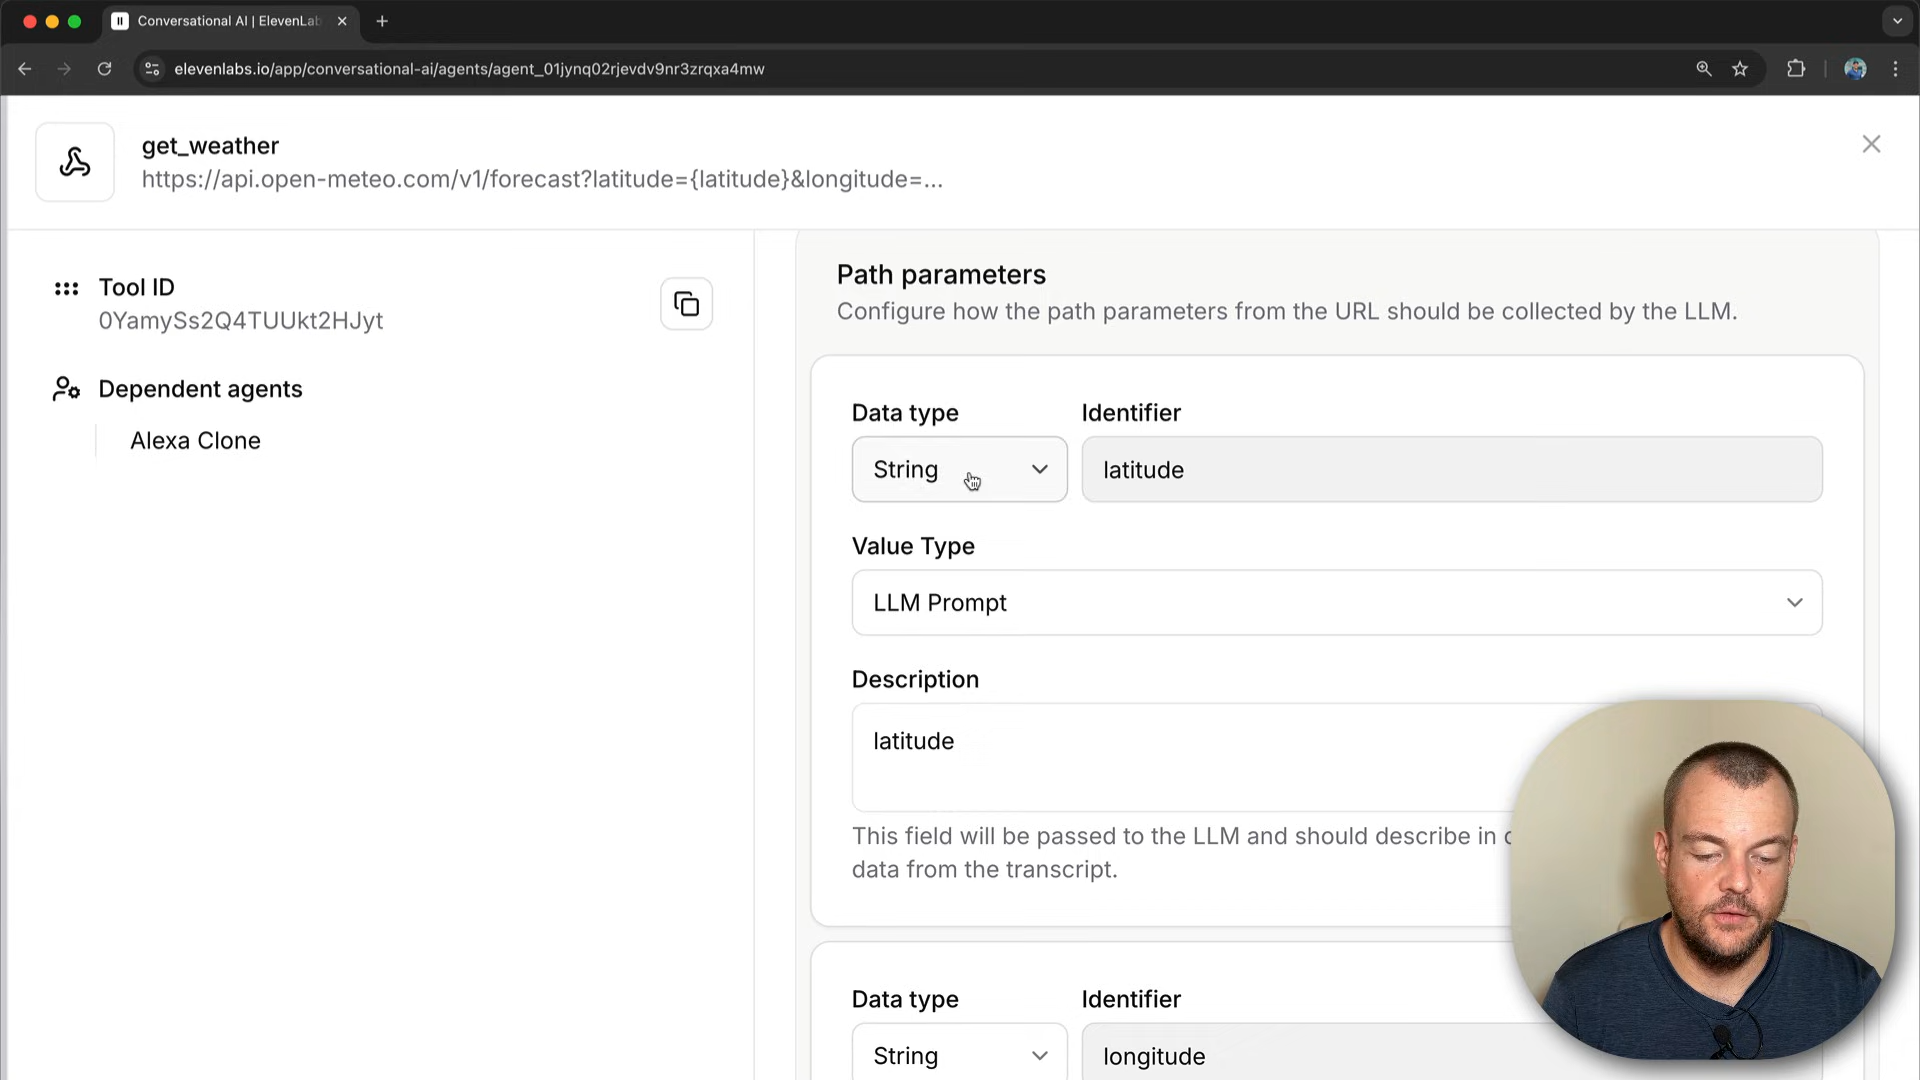 Conversational AI | ElevenLab
elevenlabs.io/app/conversational-ai/agents/agent_01jynq02rjevdv9nr3zrqxa4mw
get_weather
https://api.open-meteo.com/v1/forecast?latitude={latitude}&longitude=...
Tool ID
0YamySs2Q4TUUkt2HJyt
Dependent agents
Alexa Clone
Path parameters
Configure how the path parameters from the URL should be collected by the LLM.
Data type
Identifier
String
latitude
Value Type
LLM Prompt
Description
latitude
This field will be passed to the LLM and should describe in
data from the transcript.
Data type
Identifier
String
longitude